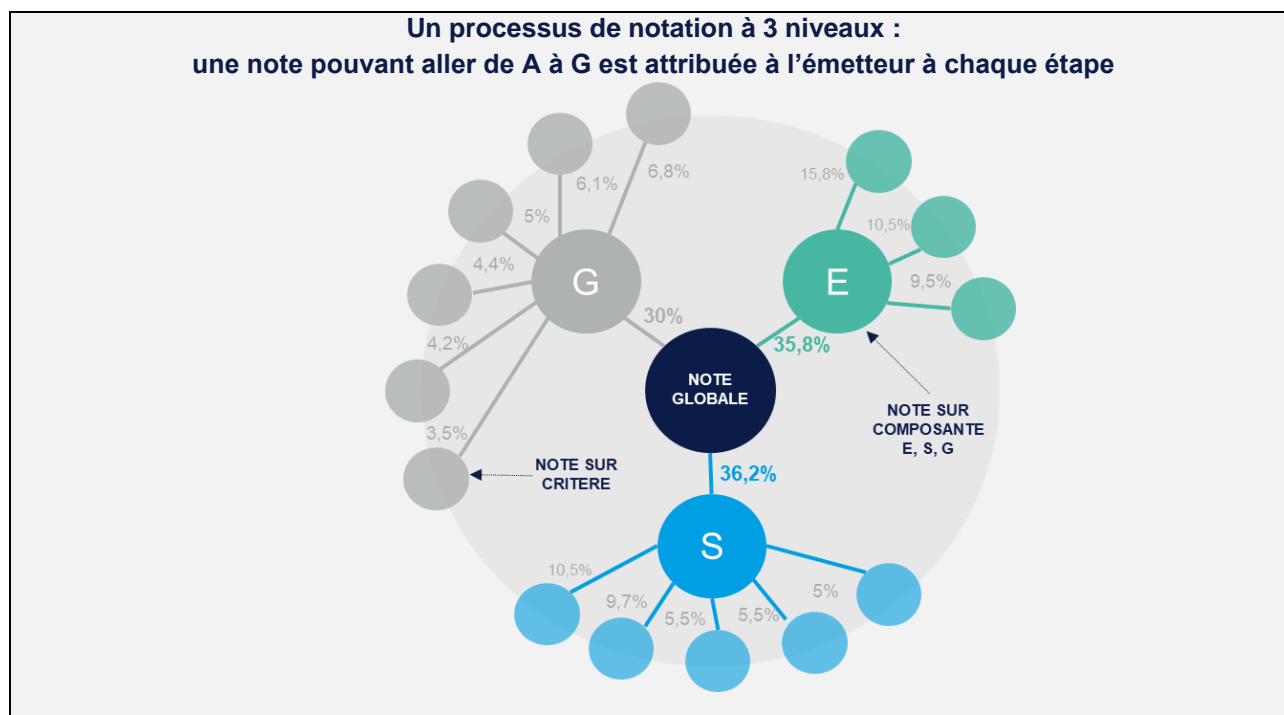 Un processus de notation à 3 niveaux :
une note pouvant aller de A à G est attribuée à l’émetteur à chaque étape
6,8%
6,1%
5%
4,4%
4,2%
3,5%
G
30%
15,8%
10,5%
9,5%
E
35,8%
NOTE
GLOBALE
NOTE SUR
COMPOSANTE
E, S, G
NOTE SUR
CRITERE
36,2%
S
10,5%
9,7%
5,5%
5,5%
5%